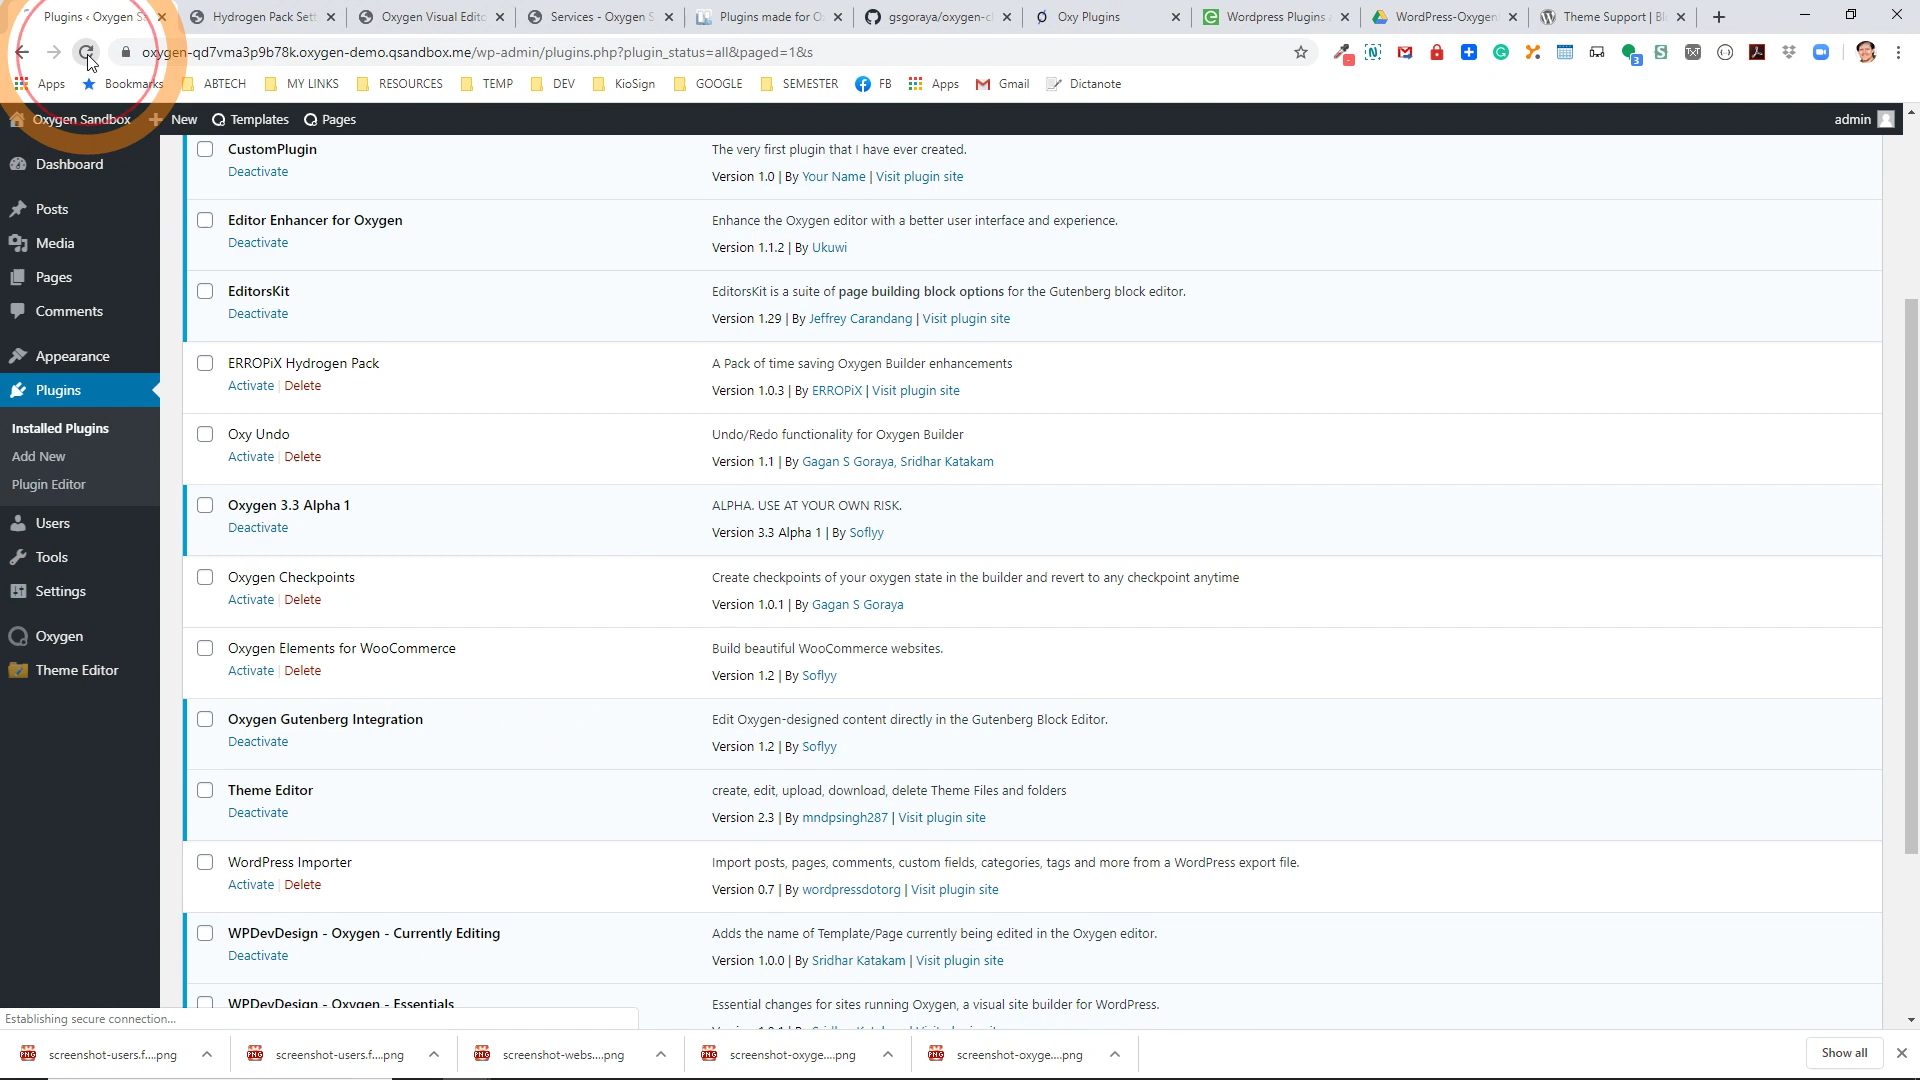 Plugins ‹ Oxygen S
Hydrogen Pack Sett
Oxygen Visual Edit
Services - Oxygen S
Plugins made for O
gsgoraya/oxygen-c
Oxy Plugins
Wordpress Plugins
WordPress-Oxygen
Theme Support | Bl
oxygen-qd7vma3p9b78k.oxygen-demo.qsandbox.me/wp-admin/plugins.php?plugin_status=all&paged=1&s
3
TXT
Apps
Bookmarks
ABTECH
MY LINKS
RESOURCES
TEMP
DEV
KioSign
GOOGLE
SEMESTER
FB
Apps
Gmail
Dictanote
Oxygen Sandbox
New
Templates
Pages
admin
Dashboard
Posts
Media
Pages
Comments
Appearance
Plugins
Installed Plugins
Add New
Plugin Editor
Users
Tools
Settings
Oxygen
Theme Editor
CustomPlugin
The very first plugin that I have ever created.
Deactivate
Version 1.0 | By Your Name | Visit plugin site
Editor Enhancer for Oxygen
Enhance the Oxygen editor with a better user interface and experience.
Deactivate
Version 1.1.2 | By Ukuwi
EditorsKit
EditorsKit is a suite of page building block options for the Gutenberg block editor.
Deactivate
Version 1.29 | By Jeffrey Carandang | Visit plugin site
ERROPiX Hydrogen Pack
A Pack of time saving Oxygen Builder enhancements
Activate | Delete
Version 1.0.3 | By ERROPiX | Visit plugin site
Oxy Undo
Undo/Redo functionality for Oxygen Builder
Activate | Delete
Version 1.1 | By Gagan S Goraya, Sridhar Katakam
Oxygen 3.3 Alpha 1
ALPHA. USE AT YOUR OWN RISK.
Deactivate
Version 3.3 Alpha 1 | By Soflyy
Oxygen Checkpoints
Create checkpoints of your oxygen state in the builder and revert to any checkpoint anytime
Activate | Delete
Version 1.0.1 | By Gagan S Goraya
Oxygen Elements for WooCommerce
Build beautiful WooCommerce websites.
Activate | Delete
Version 1.2 | By Soflyy
Oxygen Gutenberg Integration
Edit Oxygen-designed content directly in the Gutenberg Block Editor.
Deactivate
Version 1.2 | By Soflyy
Theme Editor
create, edit, upload, download, delete Theme Files and folders
Deactivate
Version 2.3 | By mndpsingh287 | Visit plugin site
WordPress Importer
Import posts, pages, comments, custom fields, categories, tags and more from a WordPress export file.
Activate | Delete
Version 0.7 | By wordpressdotorg | Visit plugin site
WPDevDesign - Oxygen - Currently Editing
Adds the name of Template/Page currently being edited in the Oxygen editor.
Deactivate
Version 1.0.0 | By Sridhar Katakam | Visit plugin site
WPDevDesign - Oxygen - Essentials
Essential changes for sites running Oxygen, a visual site builder for WordPress.
Establishing secure connection...
screenshot-users.f....png
screenshot-users.f....png
screenshot-webs....png
screenshot-oxyge....png
screenshot-oxyge....png
Show all